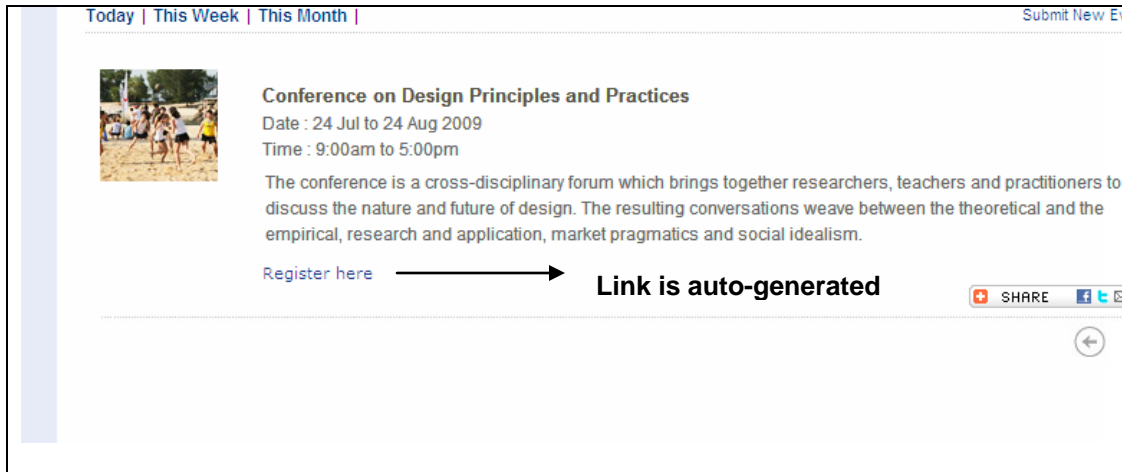 Today | This Week | This Month | Submit New
Conference on Design Principles and Practices
Date : 24 Jul to 24 Aug 2009
Time : 9:00am to 5:00pm
The conference is a cross-disciplinary forum which brings together researchers, teachers and practitioners to
discuss the nature and future of design. The resulting conversations weave between the theoretical and the
empirical, research and application, market pragmatics and social idealism.
Register here
Link is auto-generated
SHARE